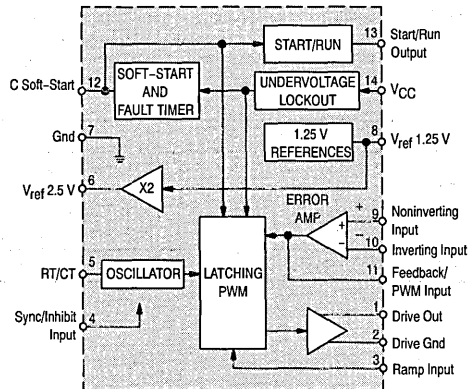 13 Start/Run
Output
START/RUN
C Soft-Start 12
SOFT-START
AND
FAULT TIMER
UNDERVOLTAGE
LOCKOUT
14 VCC
Gnd 7
1.25 V
REFERENCES
8 Vref 1.25 V
Vref 2.5 V 6
X2
ERROR
AMP
+
9 Noninverting
Input
+
−
−
10 Inverting Input
11 Feedback/
PWM Input
RT/CT 5
OSCILLATOR
LATCHING
PWM
Sync/Inhibit 4
Input
1 Drive Out
2 Drive Gnd
3 Ramp Input